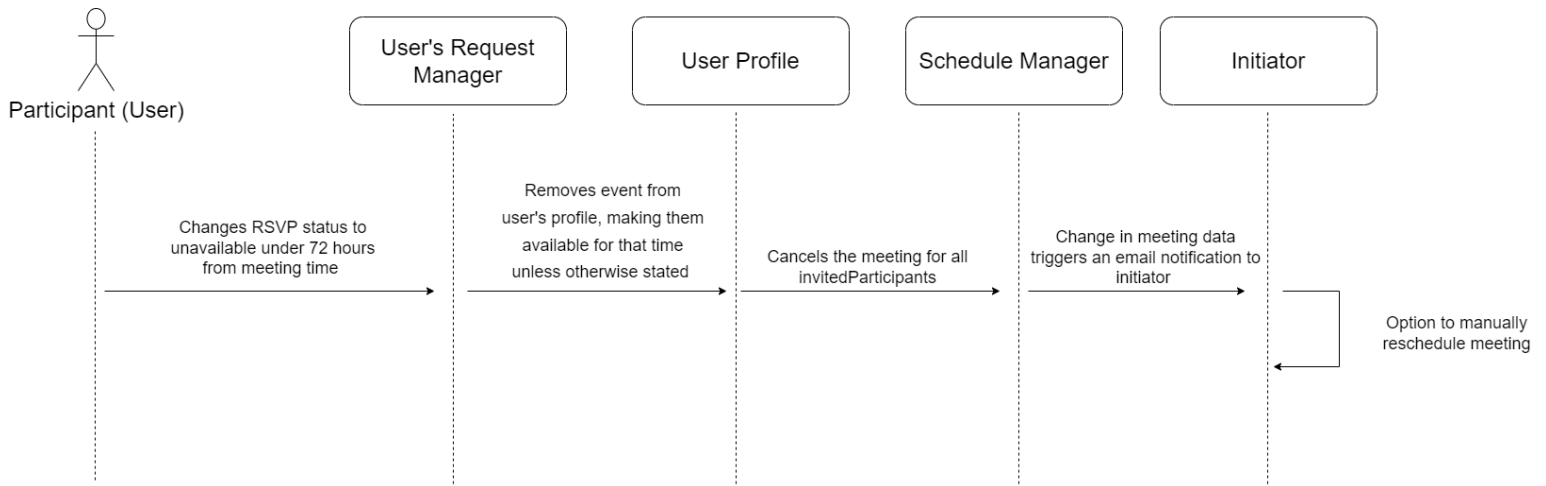 Participant (User)
User's Request
Manager
User Profile
Schedule Manager
Initiator
Changes RSVP status to
unavailable under 72 hours
from meeting time
Removes event from
user's profile, making them
available for that time
unless otherwise stated
Cancels the meeting for all
invitedParticipants
Change in meeting data
triggers an email notification to
initiator
Option to manually
reschedule meeting